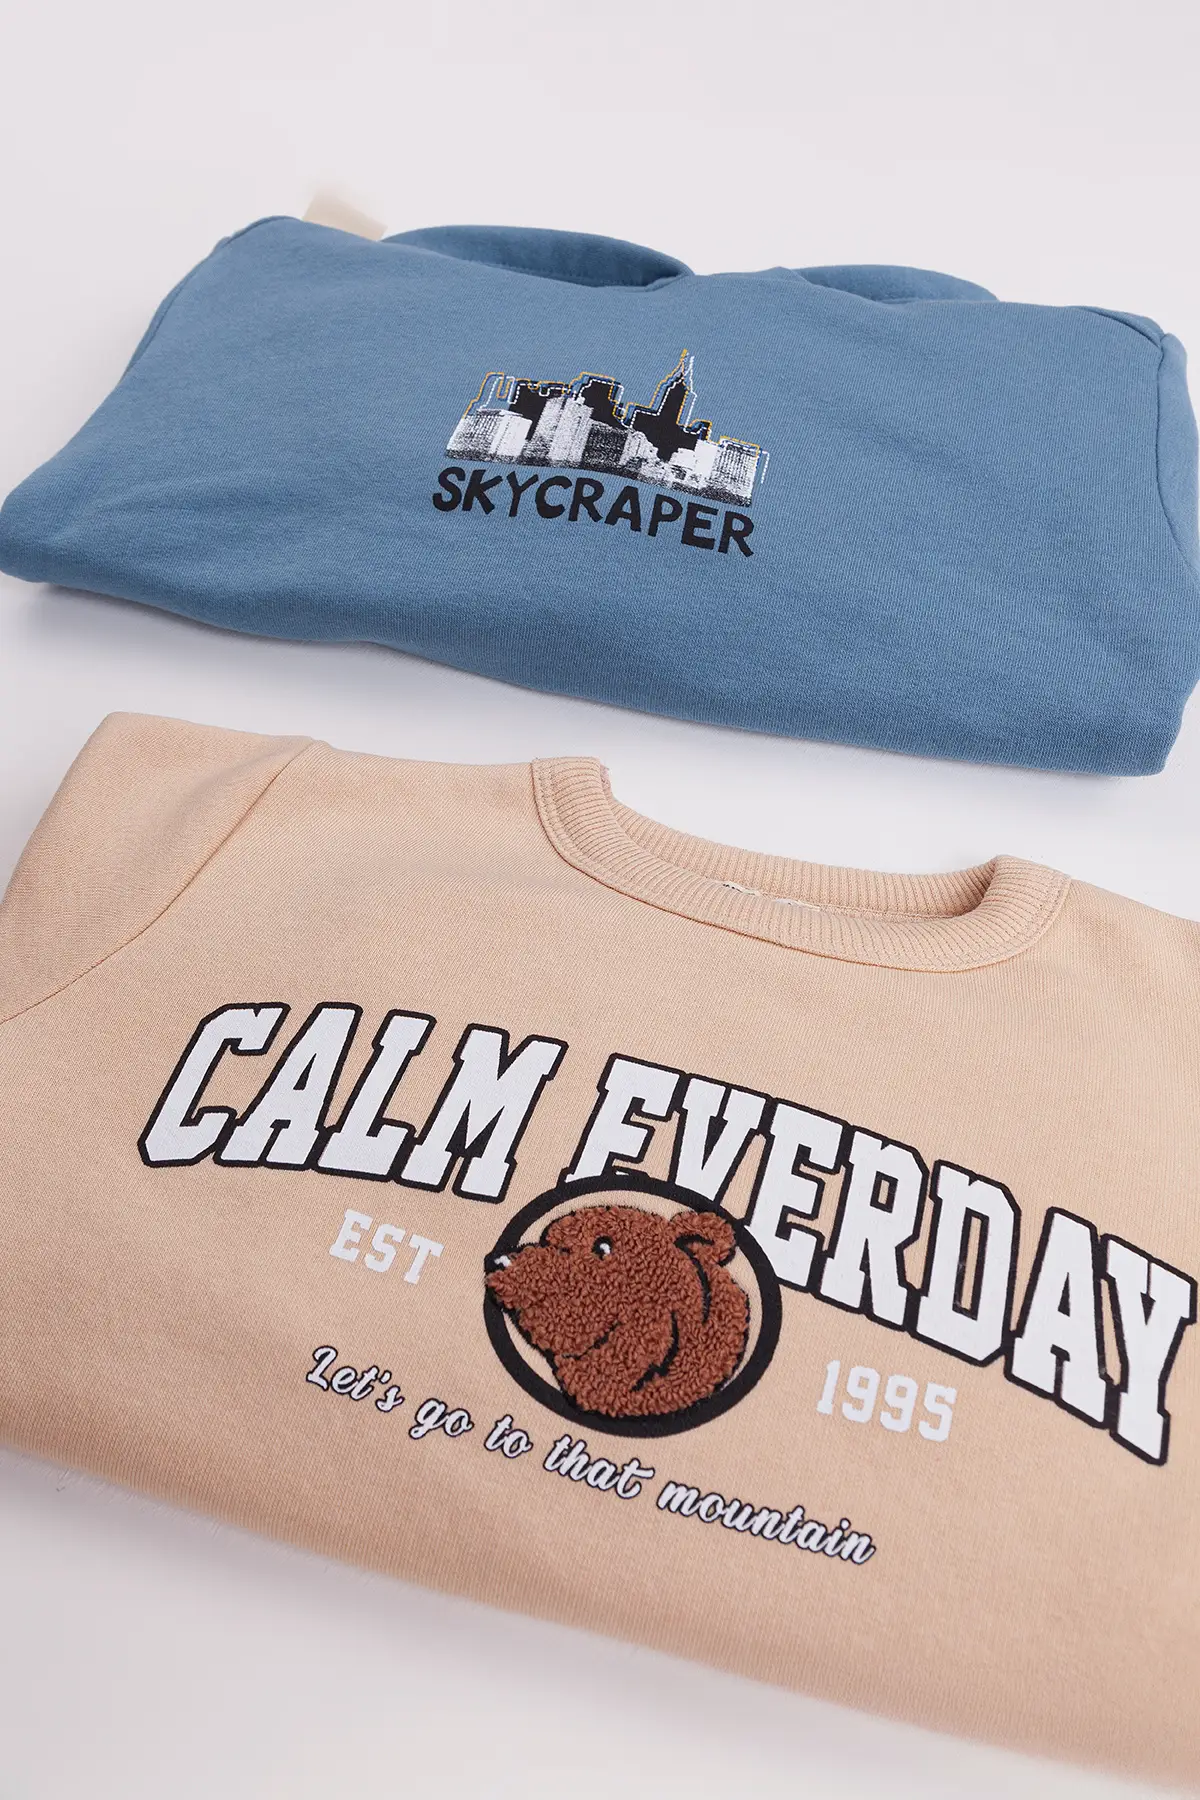 SKYCRAPER
CALM EVERDAY
EST
1995
Let's go to that mountain